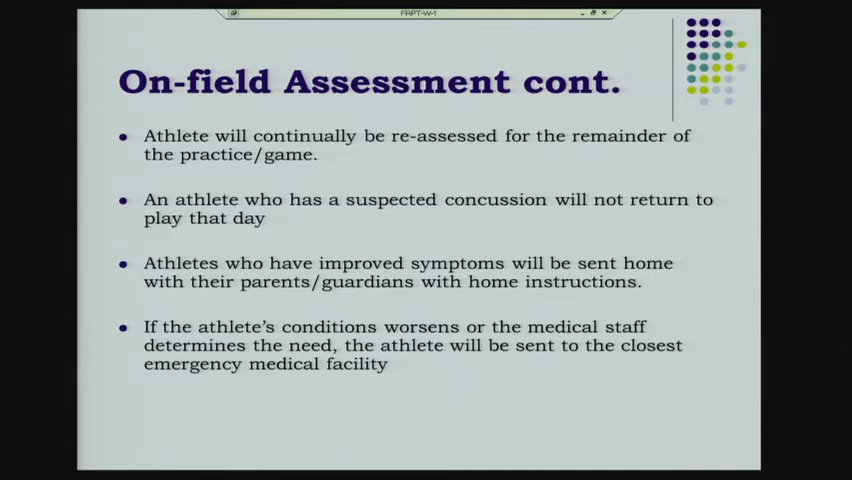 FRPT-W-1
On-field Assessment cont.
Athlete will continually be re-assessed for the remainder of
the practice/game.
An athlete who has a suspected concussion will not return to
play that day
Athletes who have improved symptoms will be sent home
with their parents/guardians with home instructions.
If the athlete's conditions worsens or the medical staff
determines the need, the athlete will be sent to the closest
emergency medical facility